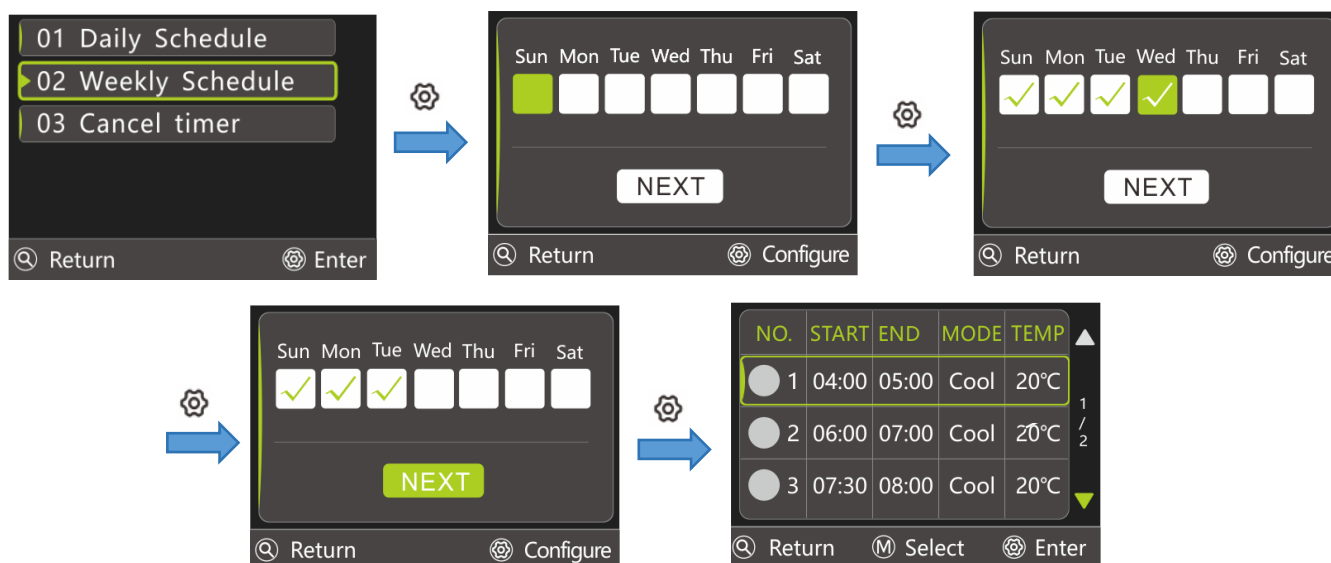 01 Daily Schedule
02 Weekly Schedule
03 Cancel timer
Return Enter
Sun Mon Tue Wed Thu Fri Sat
NEXT
Return Configure
Sun Mon Tue Wed Thu Fri Sat
NEXT
Return Configure
Sun Mon Tue Wed Thu Fri Sat
NEXT
Return Configure
NO. START END MODE TEMP
1 04:00 05:00 Cool 20℃
2 06:00 07:00 Cool 20℃
3 07:30 08:00 Cool 20℃
1
/
2
Return M Select Enter